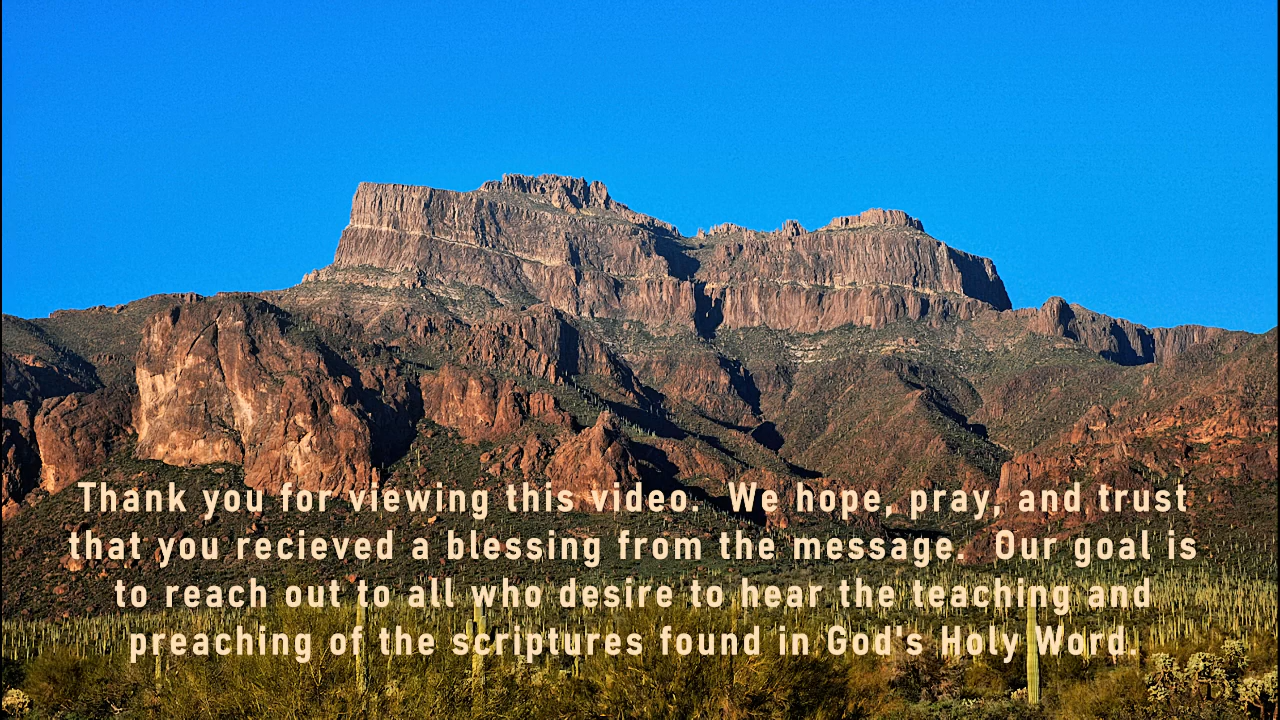 Thank you for viewing this video.  We hope, pray, and trust
that you recieved a blessing from the message.  Our goal is
to reach out to all who desire to hear the teaching and
preaching of the scriptures found in God's Holy Word.